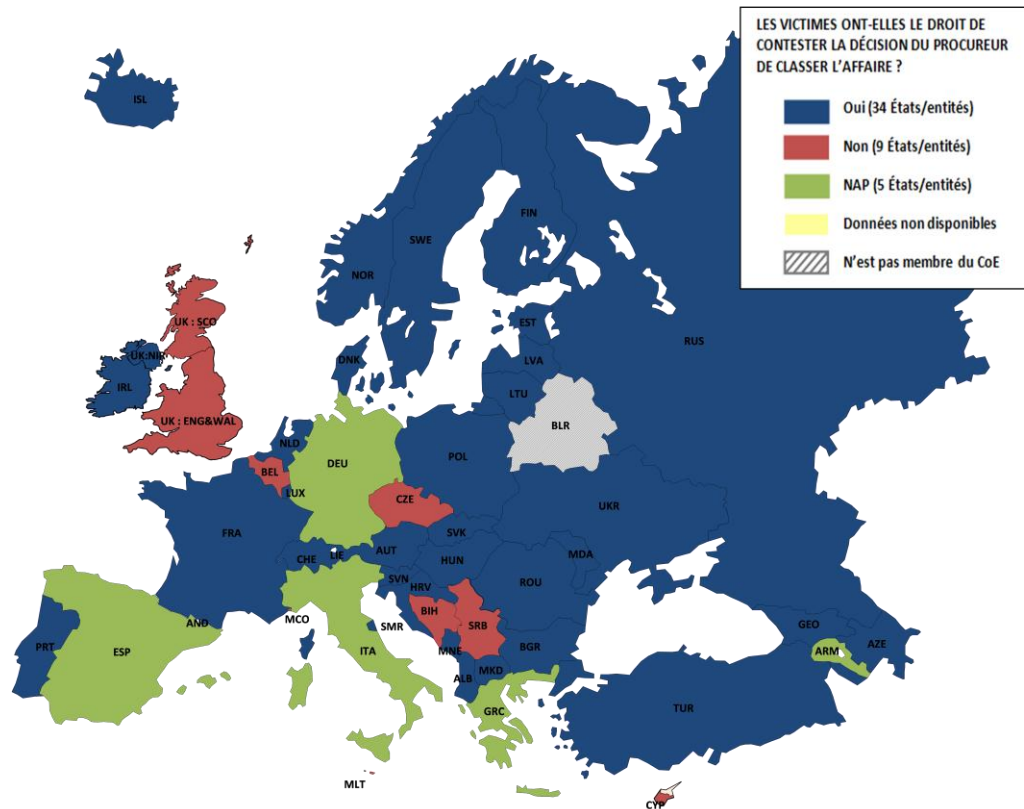 LES VICTIMES ONT-ELLES LE DROIT DE
CONTESTER LA DÉCISION DU PROCUREUR
DE CLASSER L'AFFAIRE ?
Oui (34 États/entités)
Non (9 États/entités)
NAP (5 États/entités)
Données non disponibles
N'est pas membre du CoE
ISL
FIN
SWE
NOR
RUS
UK : SCO
EST
UK:NIR
DNK
LVA
IRL
LTU
UK : ENG&WAL
BLR
NLD
DEU
POL
BEL
LUX
CZE
UKR
FRA
SVK
CHE
LIE
AUT
HUN
MDA
SVN
HRV
ROU
BIH
SRB
AND
MCO
SMR
GEO
PRT
ESP
ITA
MNE
BGR
ARM
AZE
ALB
MKD
GRC
TUR
MLT
CYP